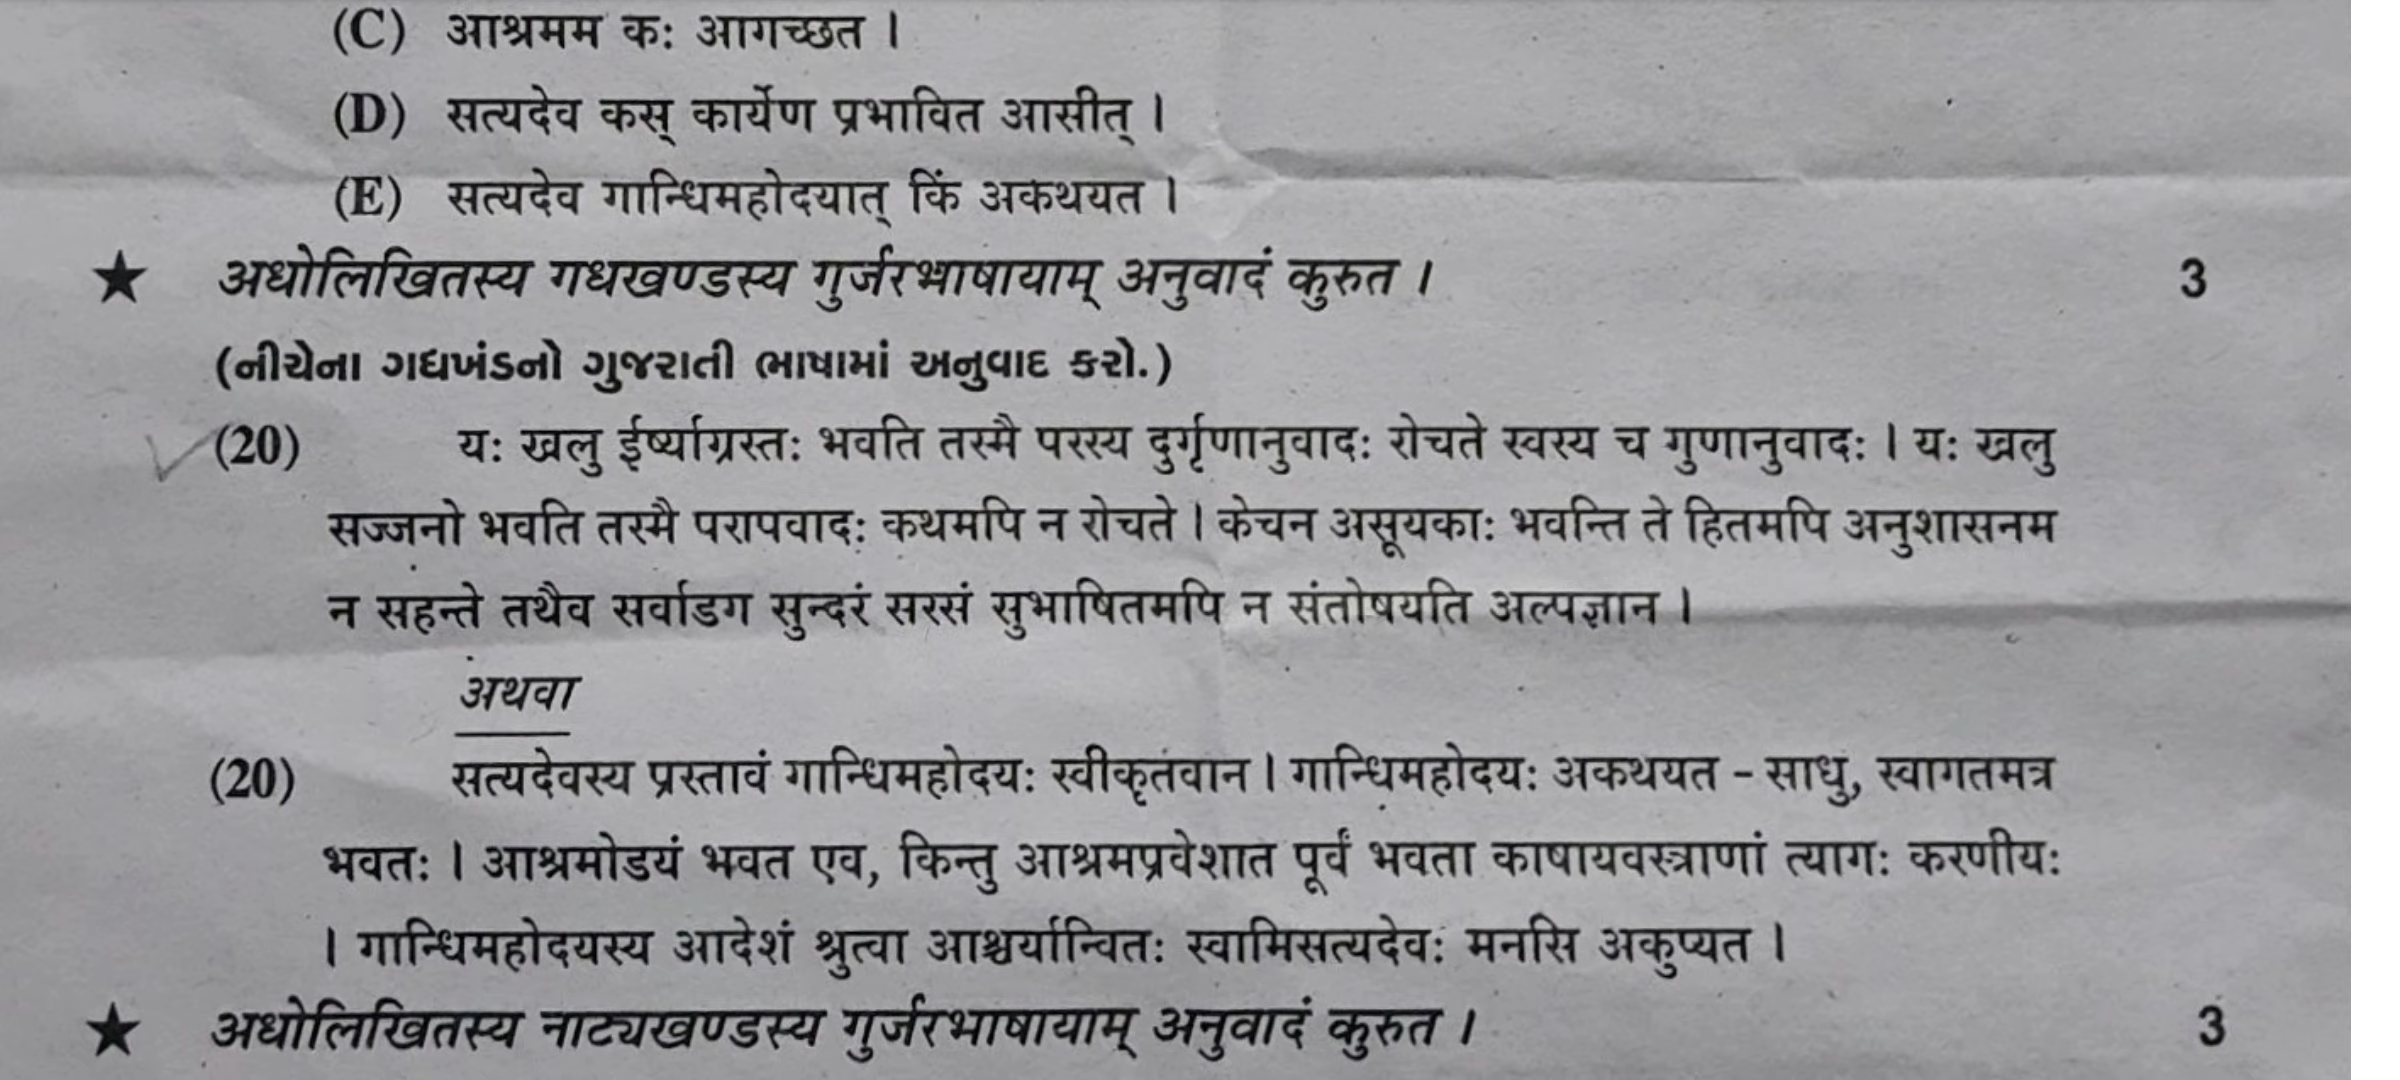 (C) आश्रमम कः आगच्छत ।
(D) सत्यदेव कस् कार्येण प्रभावित आसीत् ।
(E) सत्यदेव गान्धिमहोदयात् किं अकथयत ।
★ अधोलिखितस्य गधखण्डस्य गुर्जरभाषायाम् अनुवादं कुरुत । 3
(નીચેના ગદ્યખંડનો ગુજરાતી ભાષામાં અનુવાદ કરો.)
(20) यः खलु ईर्ष्याग्रस्तः भवति तस्मै परस्य दुर्गृणानुवादः रोचते स्वस्य च गुणानुवादः । यः खलु
सज्जनो भवति तस्मै परापवादः कथमपि न रोचते । केचन असूयकाः भवन्ति ते हितमपि अनुशासनम
न सहन्ते तथैव सर्वाडग सुन्दरं सरसं सुभाषितमपि न संतोषयति अल्पज्ञान ।
अथवा
(20) सत्यदेवस्य प्रस्तावं गान्धिमहोदयः स्वीकृतवान । गान्धिमहोदयः अकथयत - साधु, स्वागतमत्र
भवतः । आश्रमोडयं भवत एव, किन्तु आश्रमप्रवेशात पूर्वं भवता काषायवस्त्राणां त्यागः करणीयः
। गान्धिमहोदयस्य आदेशं श्रुत्वा आश्चर्यान्वितः स्वामिसत्यदेवः मनसि अकुप्यत ।
★ अधोलिखितस्य नाट्यखण्डस्य गुर्जरभाषायाम् अनुवादं कुरुत । 3